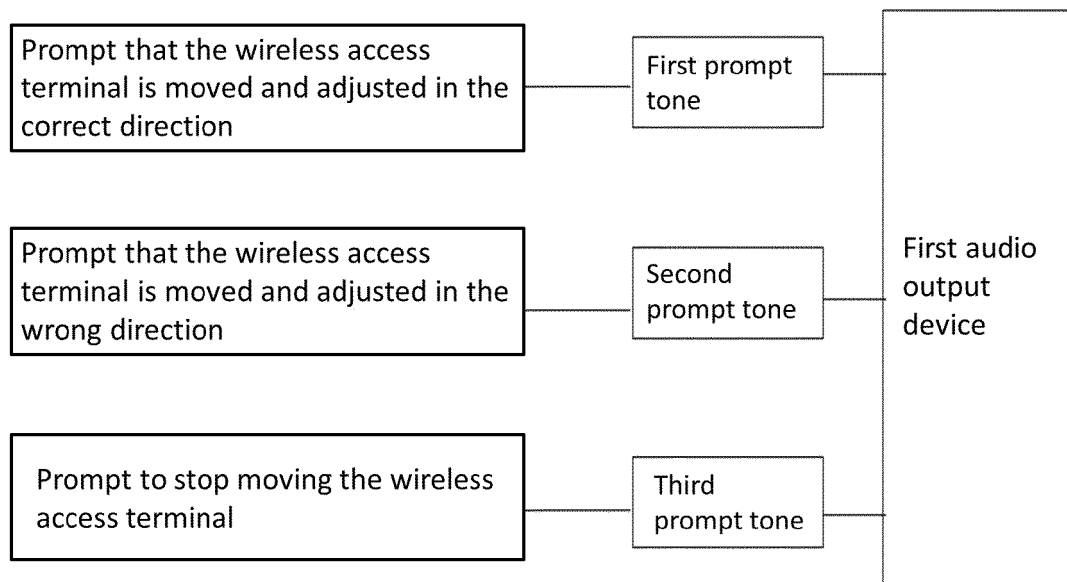 Prompt that the wireless access
terminal is moved and adjusted in the
correct direction
First prompt
tone
Prompt that the wireless access
terminal is moved and adjusted in the
wrong direction
Second
prompt tone
First audio
output
device
Prompt to stop moving the wireless
access terminal
Third
prompt tone